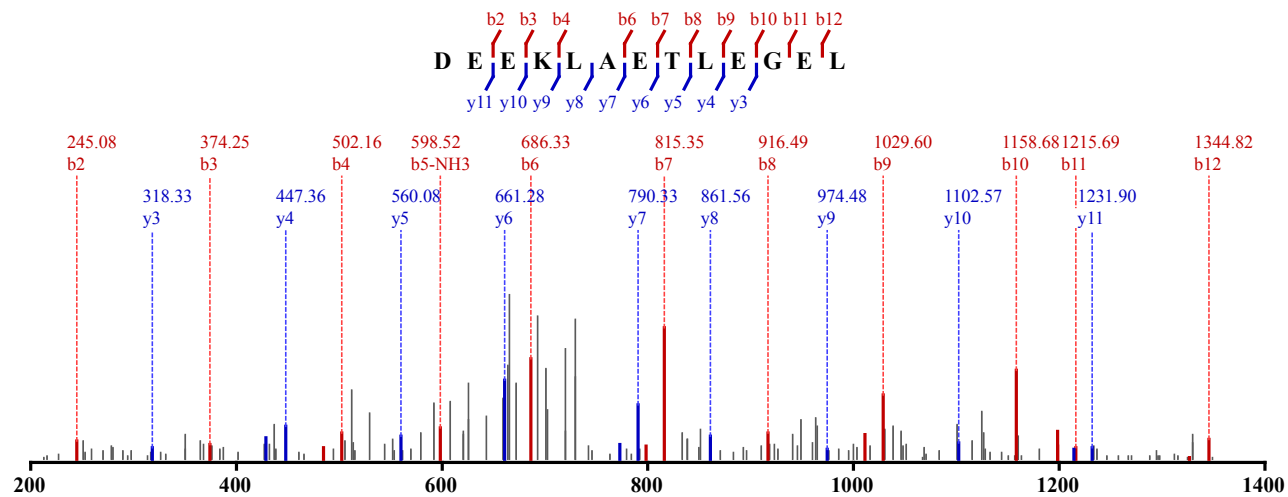 b2 b3 b4 b6 b7 b8 b9 b10 b11 b12
D E E K L A E T L E G E L
y11 y10 y9 y8 y7 y6 y5 y4 y3
245.08 374.25 502.16 598.52 686.33 815.35 916.49 1029.60 1158.68 1215.69 1344.82
b2 b3 b4 b5-NH3 b6 b7 b8 b9 b10 b11 b12
318.33 447.36 560.08 661.28 790.33 861.56 974.48 1102.57 1231.90
y3 y4 y5 y6 y7 y8 y9 y10 y11
200 400 600 800 1000 1200 1400